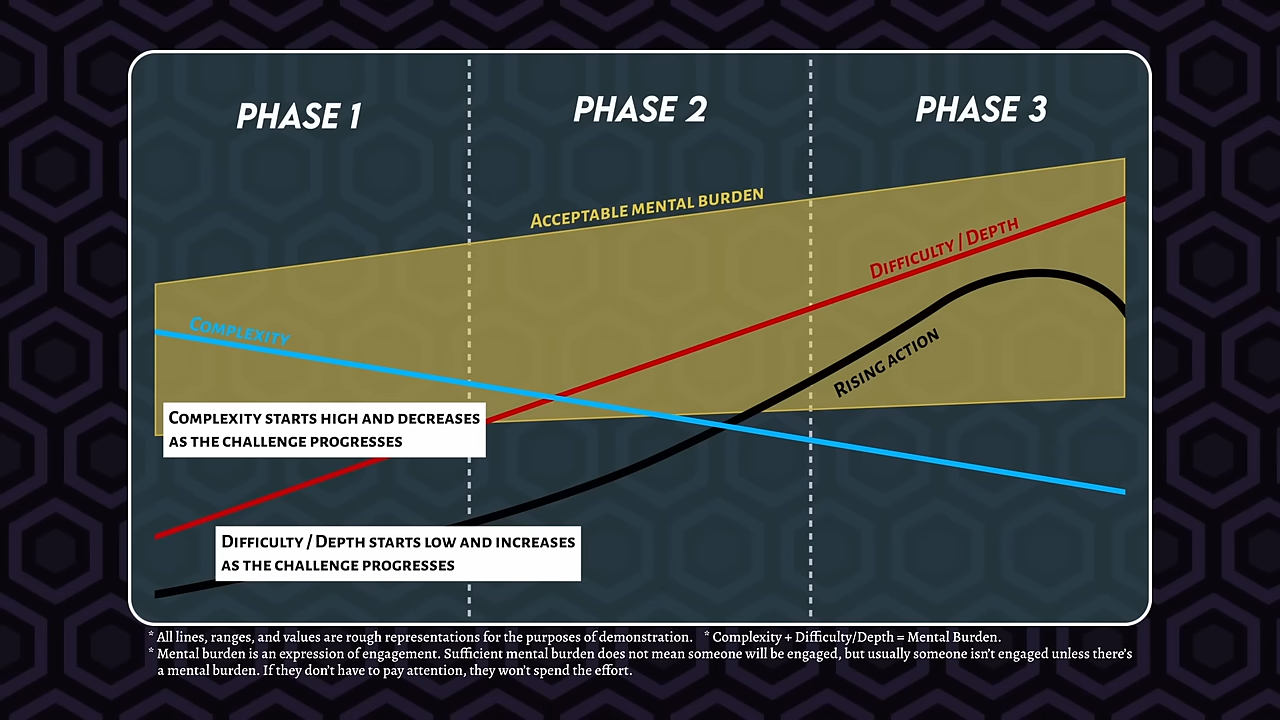 PHASE 1
PHASE 2
PHASE 3
ACCEPTABLE MENTAL BURDEN
DIFFICULTY / DEPTH
COMPLEXITY
RISING ACTION
COMPLEXITY STARTS HIGH AND DECREASES
AS THE CHALLENGE PROGRESSES
DIFFICULTY / DEPTH STARTS LOW AND INCREASES
AS THE CHALLENGE PROGRESSES
* All lines, ranges, and values are rough representations for the purposes of demonstration. * Complexity + Difficulty/Depth = Mental Burden.
* Mental burden is an expression of engagement. Sufficient mental burden does not mean someone will be engaged, but usually someone isn't engaged unless there's
a mental burden. If they don't have to pay attention, they won't spend the effort.